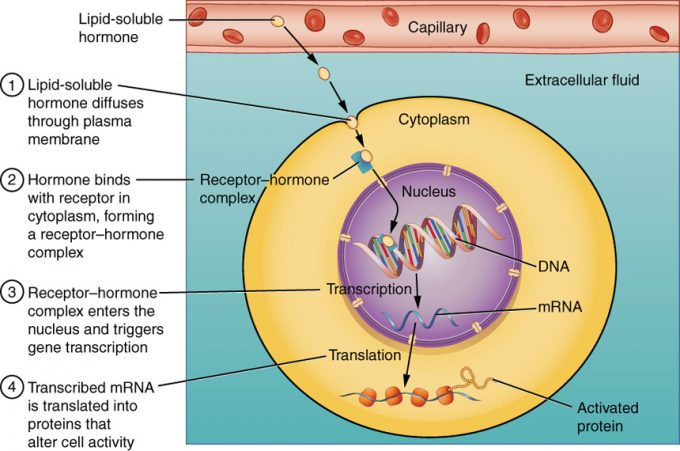 Lipid-soluble
hormone
Capillary
Extracellular fluid
1 Lipid-soluble
hormone diffuses
through plasma
membrane
Cytoplasm
2 Hormone binds
with receptor in
cytoplasm, forming
a receptor–hormone
complex
Receptor–hormone
complex
Nucleus
DNA
3 Receptor–hormone
complex enters the
nucleus and triggers
gene transcription
Transcription
mRNA
Translation
4 Transcribed mRNA
is translated into
proteins that
alter cell activity
Activated
protein